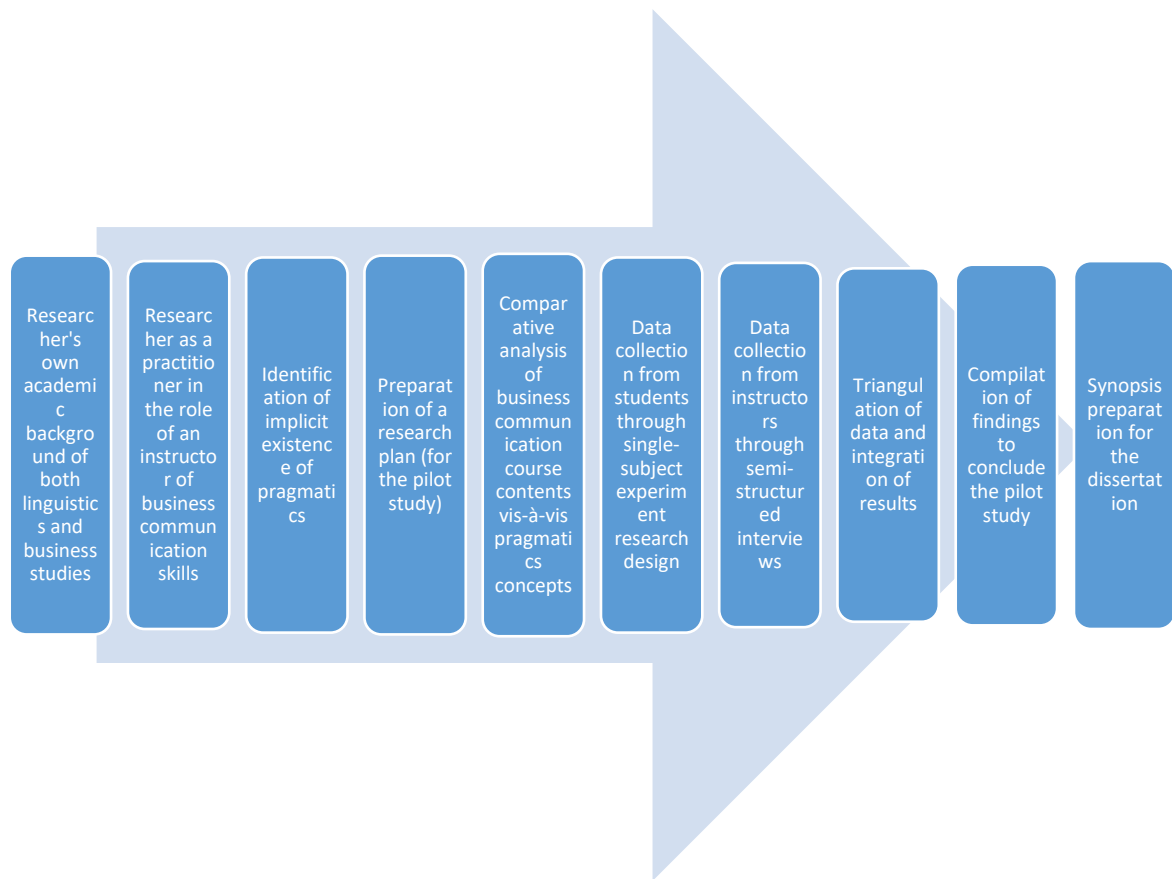 Researc
her's
own
academi
c
backgro
und of
both
linguistic
s and
business
studies
Researc
her as a
practitio
ner in
the role
of an
instructo
r of
business
commun
ication
skills
Identific
ation of
implicit
existenc
e of
pragmati
cs
Preparat
ion of a
research
plan (for
the pilot
study)
Compar
ative
analysis
of
business
commun
ication
course
contents
vis-à-vis
pragmati
cs
concepts
Data
collectio
n from
students
through
single-
subject
experim
ent
research
design
Data
collectio
n from
instructo
rs
through
semi-
structur
ed
intervie
ws
Triangul
ation of
data and
integrati
on of
results
Compilat
ion of
findings
to
conclude
the pilot
study
Synopsis
preparat
ion for
the
dissertat
ion